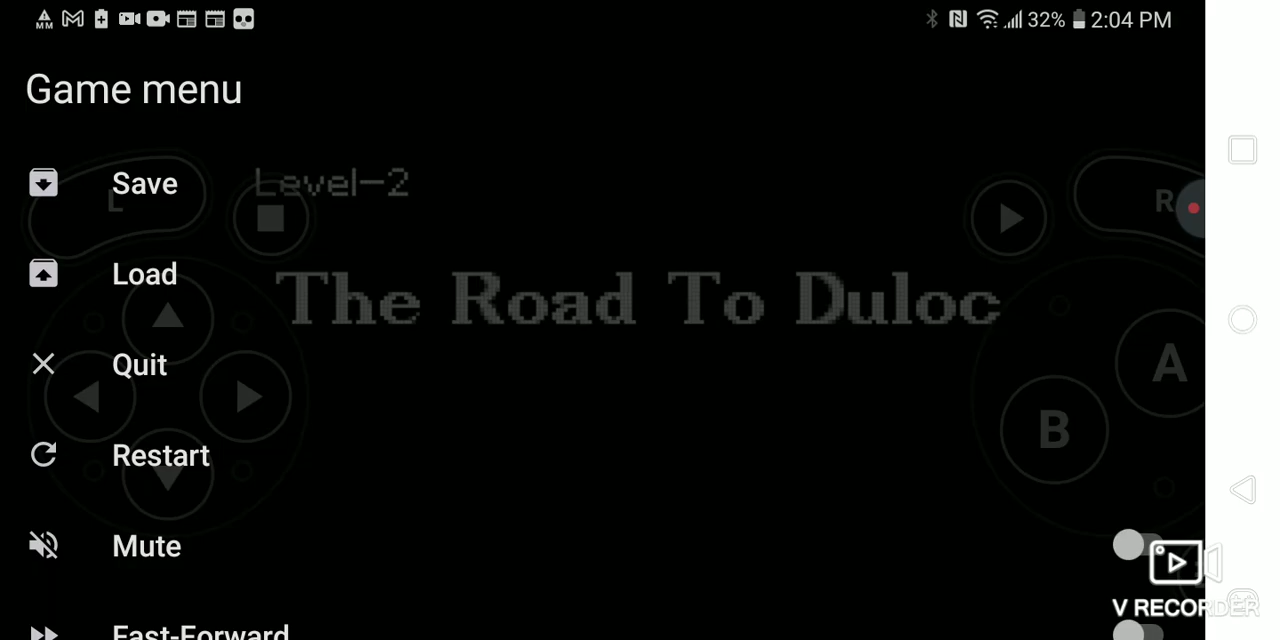 MM 32% 2:04 PM
Game menu
Save
L
Level-2
R
Load
The Road To Duloc
Quit
A
B
Restart
Mute
V RECORDER
Fast-Forward